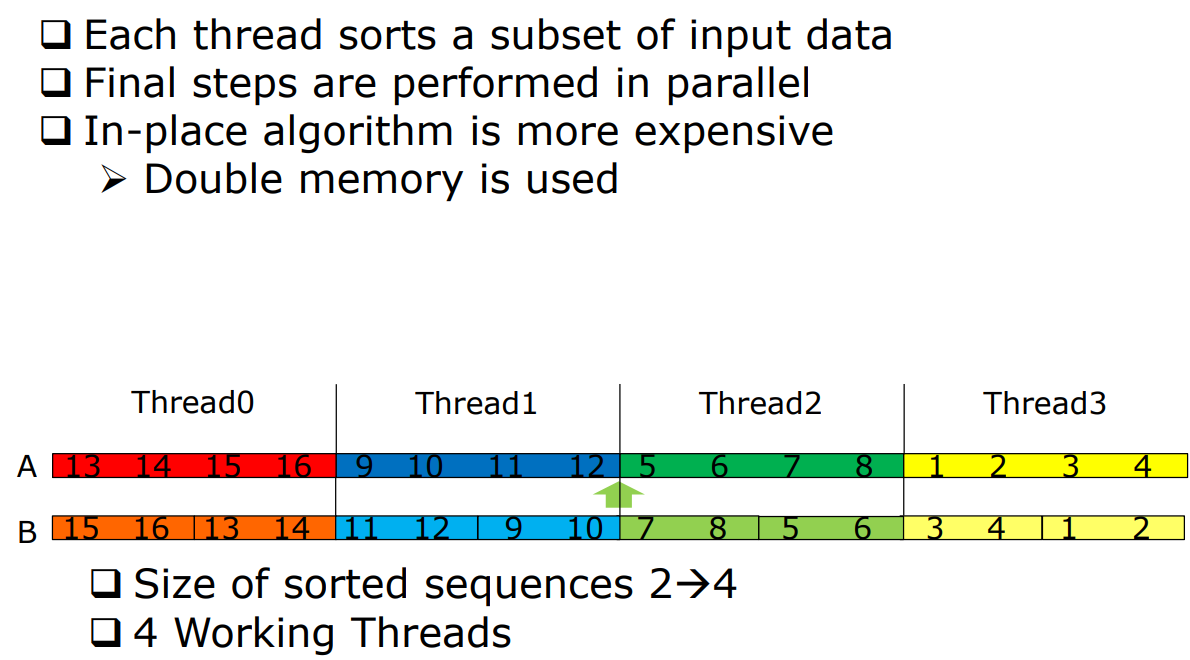 ❑ Each thread sorts a subset of input data
❑ Final steps are performed in parallel
❑ In-place algorithm is more expensive
➢ Double memory is used
Thread0 Thread1 Thread2 Thread3
A 13 14 15 16 9 10 11 12 5 6 7 8 1 2 3 4
B 15 16 13 14 11 12 9 10 7 8 5 6 3 4 1 2
❑ Size of sorted sequences 2→4
❑ 4 Working Threads